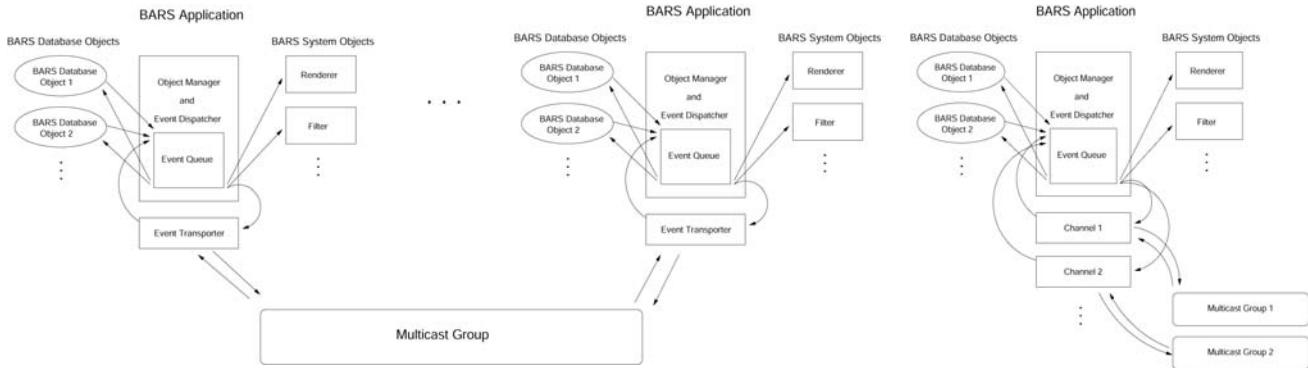 BARS Application
BARS Database Objects
BARS System Objects
BARS Database
Object 1
BARS Database
Object 2
Object Manager
and
Event Dispatcher
Event Queue
Renderer
Filter
Event Transporter
BARS Application
BARS Database Objects
BARS System Objects
BARS Database
Object 1
BARS Database
Object 2
Object Manager
and
Event Dispatcher
Event Queue
Renderer
Filter
Event Transporter
Multicast Group
BARS Application
BARS Database Objects
BARS System Objects
BARS Database
Object 1
BARS Database
Object 2
Object Manager
and
Event Dispatcher
Event Queue
Renderer
Filter
Channel 1
Channel 2
Multicast Group 1
Multicast Group 2